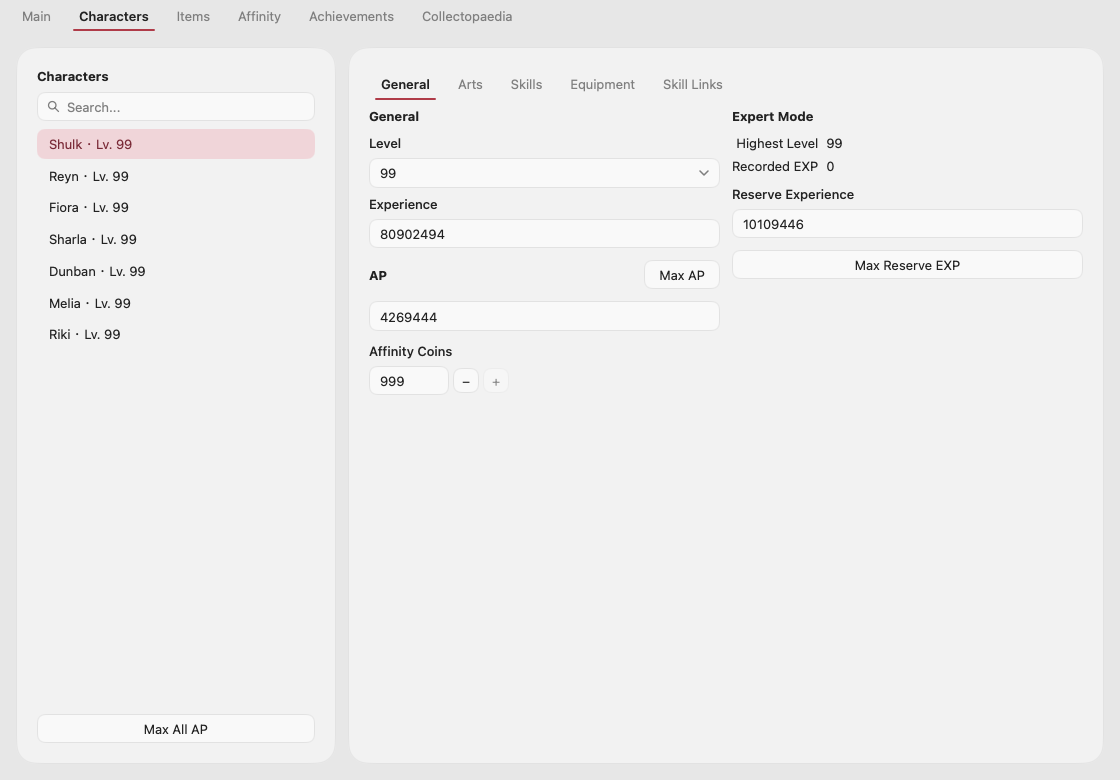 Main Characters Items Affinity Achievements Collectopaedia
Characters
Search...
Shulk · Lv. 99
Reyn · Lv. 99
Fiora · Lv. 99
Sharla · Lv. 99
Dunban · Lv. 99
Melia · Lv. 99
Riki · Lv. 99
Max All AP
General Arts Skills Equipment Skill Links
General
Level
99
Experience
80902494
AP
Max AP
4269444
Affinity Coins
999 − +
Expert Mode
Highest Level 99
Recorded EXP 0
Reserve Experience
10109446
Max Reserve EXP